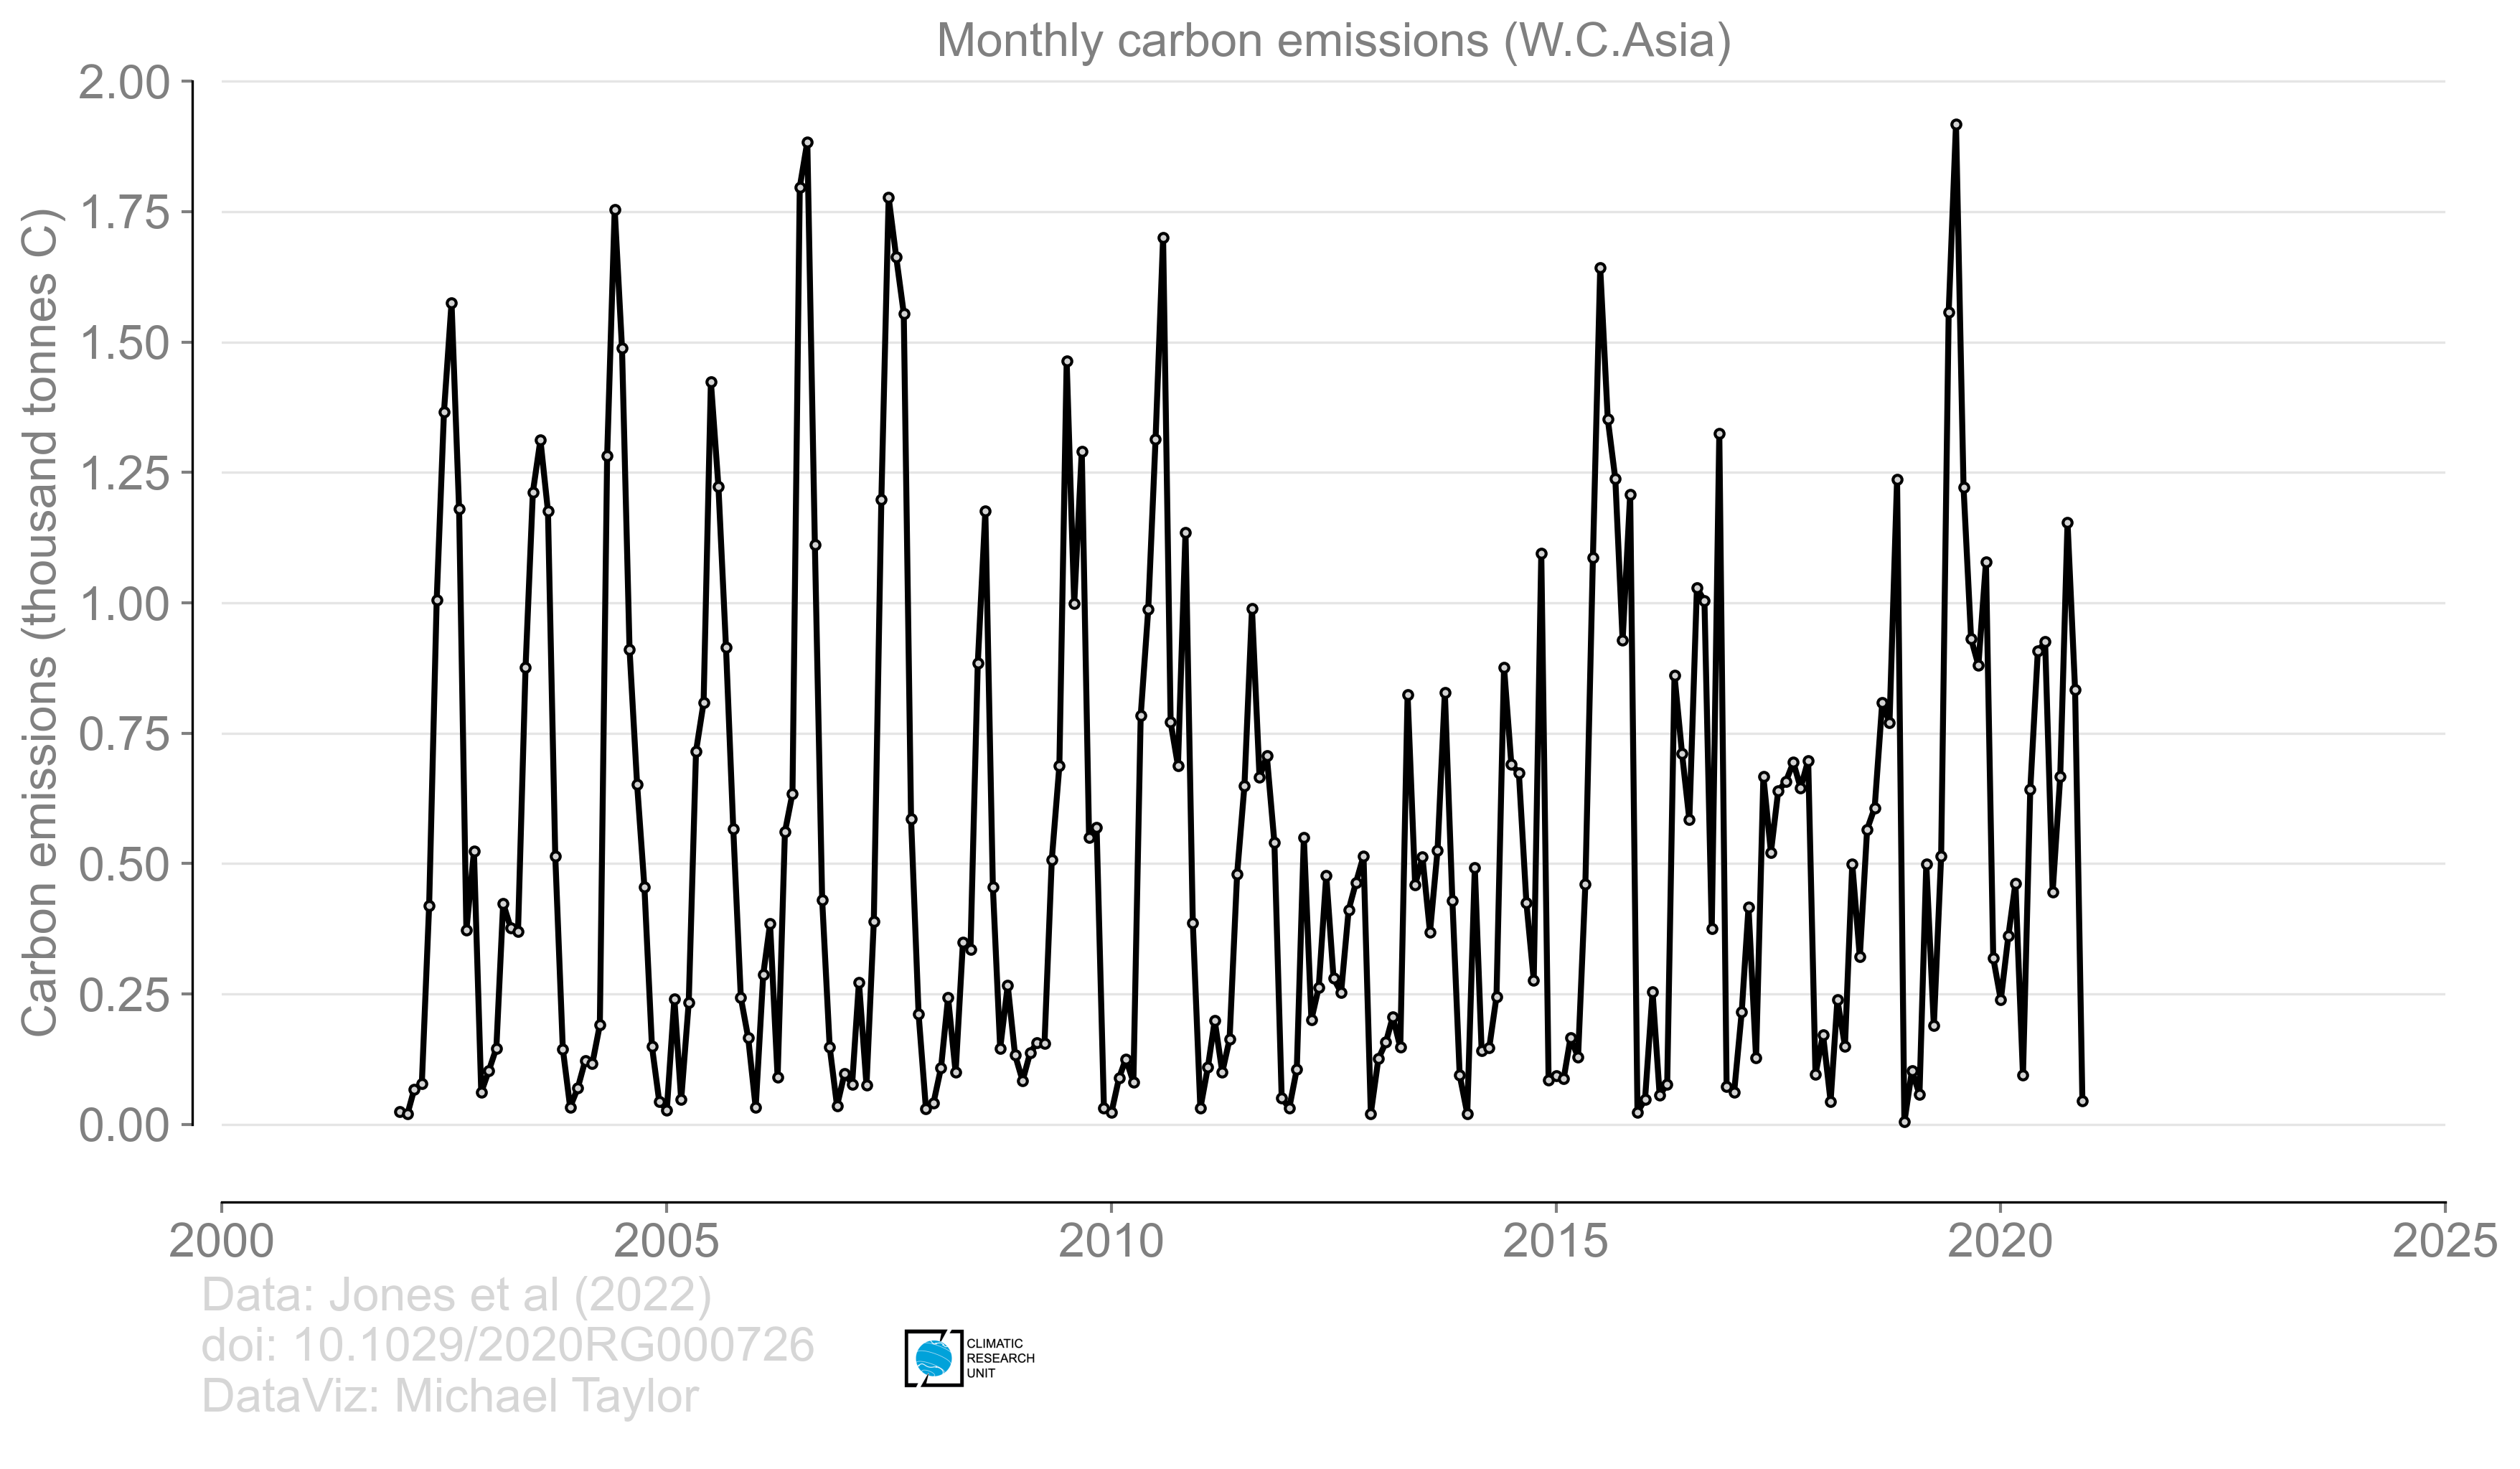 Monthly carbon emissions (W.C.Asia)
Carbon emissions (thousand tonnes C)
2.00
1.75
1.50
1.25
1.00
0.75
0.50
0.25
0.00
2000 2005 2010 2015 2020 2025
Data: Jones et al (2022)
doi: 10.1029/2020RG000726
DataViz: Michael Taylor
CLIMATIC
RESEARCH
UNIT